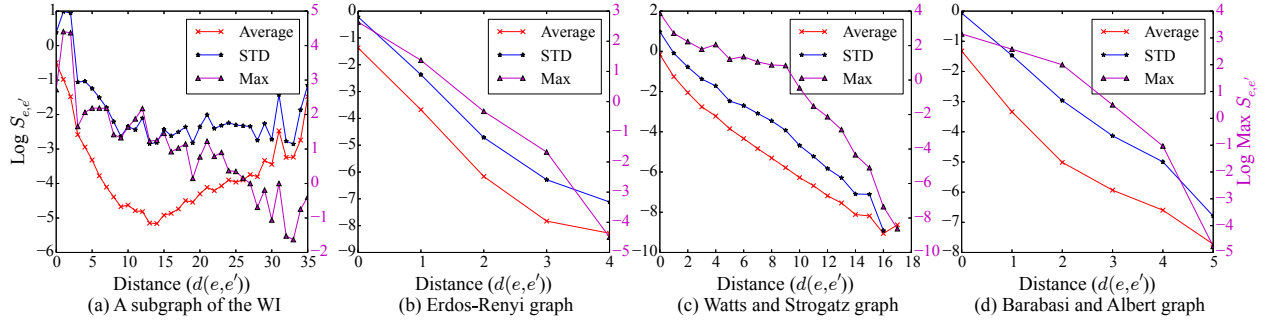 Log S_{e,e'}
1
0
−1
−2
−3
−4
−5
−6
0 5 10 15 20 25 30 35
5
4
3
2
1
0
−1
−2
Average
STD
Max
Distance (d(e,e′))
(a) A subgraph of the WI
0
−1
−2
−3
−4
−5
−6
−7
−8
−9
0 1 2 3 4
3
2
1
0
−1
−2
−3
−4
−5
Average
STD
Max
Distance (d(e,e′))
(b) Erdos-Renyi graph
2
0
−2
−4
−6
−8
−10
0 2 4 6 8 10 12 14 16 18
4
2
0
−2
−4
−6
−8
−10
Average
STD
Max
Distance (d(e,e′))
(c) Watts and Strogatz graph
0
−1
−2
−3
−4
−5
−6
−7
−8
0 1 2 3 4 5
4
3
2
1
0
−1
−2
−3
−4
−5
Average
STD
Max
Log Max S_{e,e'}
Distance (d(e,e′))
(d) Barabasi and Albert graph